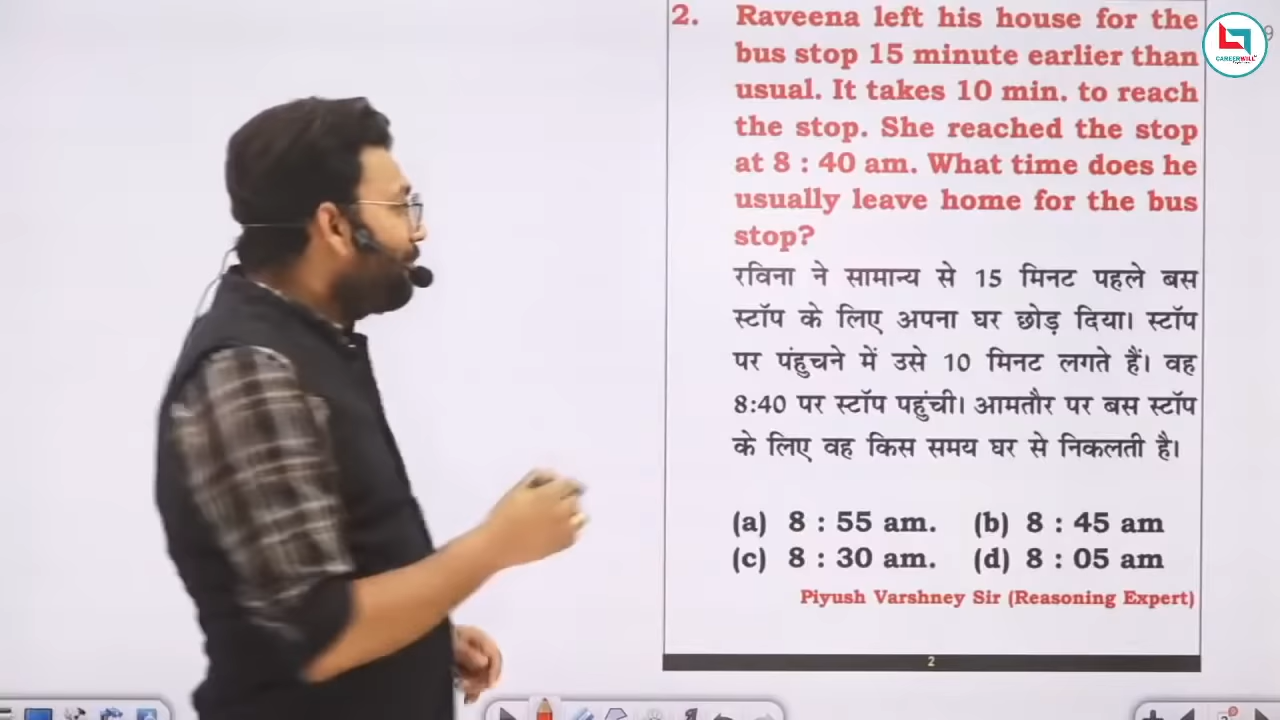 2. Raveena left his house for the
bus stop 15 minute earlier than
usual. It takes 10 min. to reach
the stop. She reached the stop
at 8 : 40 am. What time does he
usually leave home for the bus
stop?
रविना ने सामान्य से 15 मिनट पहले बस
स्टॉप के लिए अपना घर छोड़ दिया। स्टॉप
पर पंहुचने में उसे 10 मिनट लगते हैं। वह
8:40 पर स्टॉप पहुंची। आमतौर पर बस स्टॉप
के लिए वह किस समय घर से निकलती है।
(a) 8 : 55 am. (b) 8 : 45 am
(c) 8 : 30 am. (d) 8 : 05 am
Piyush Varshney Sir (Reasoning Expert)
2
CAREERWILL
9